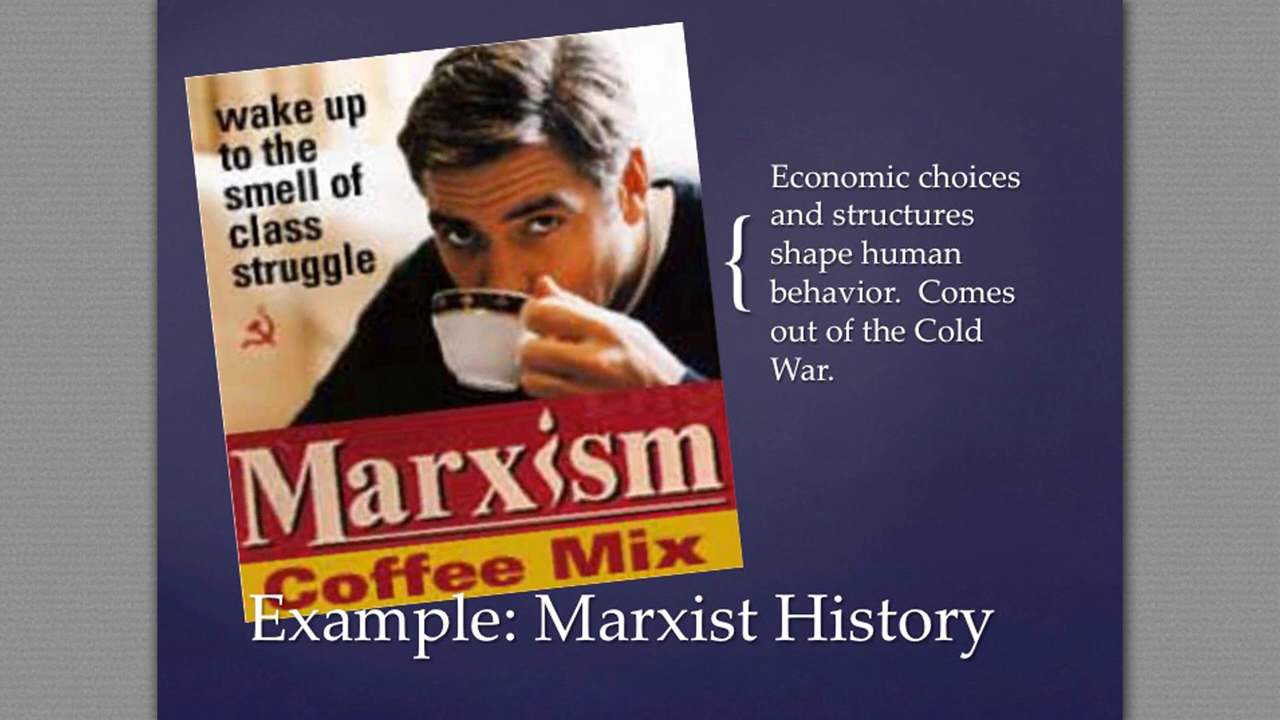 wake up
to the
smell of
class
struggle
Marxism
Coffee Mix
{
Economic choices
and structures
shape human
behavior.  Comes
out of the Cold
War.
Example: Marxist History